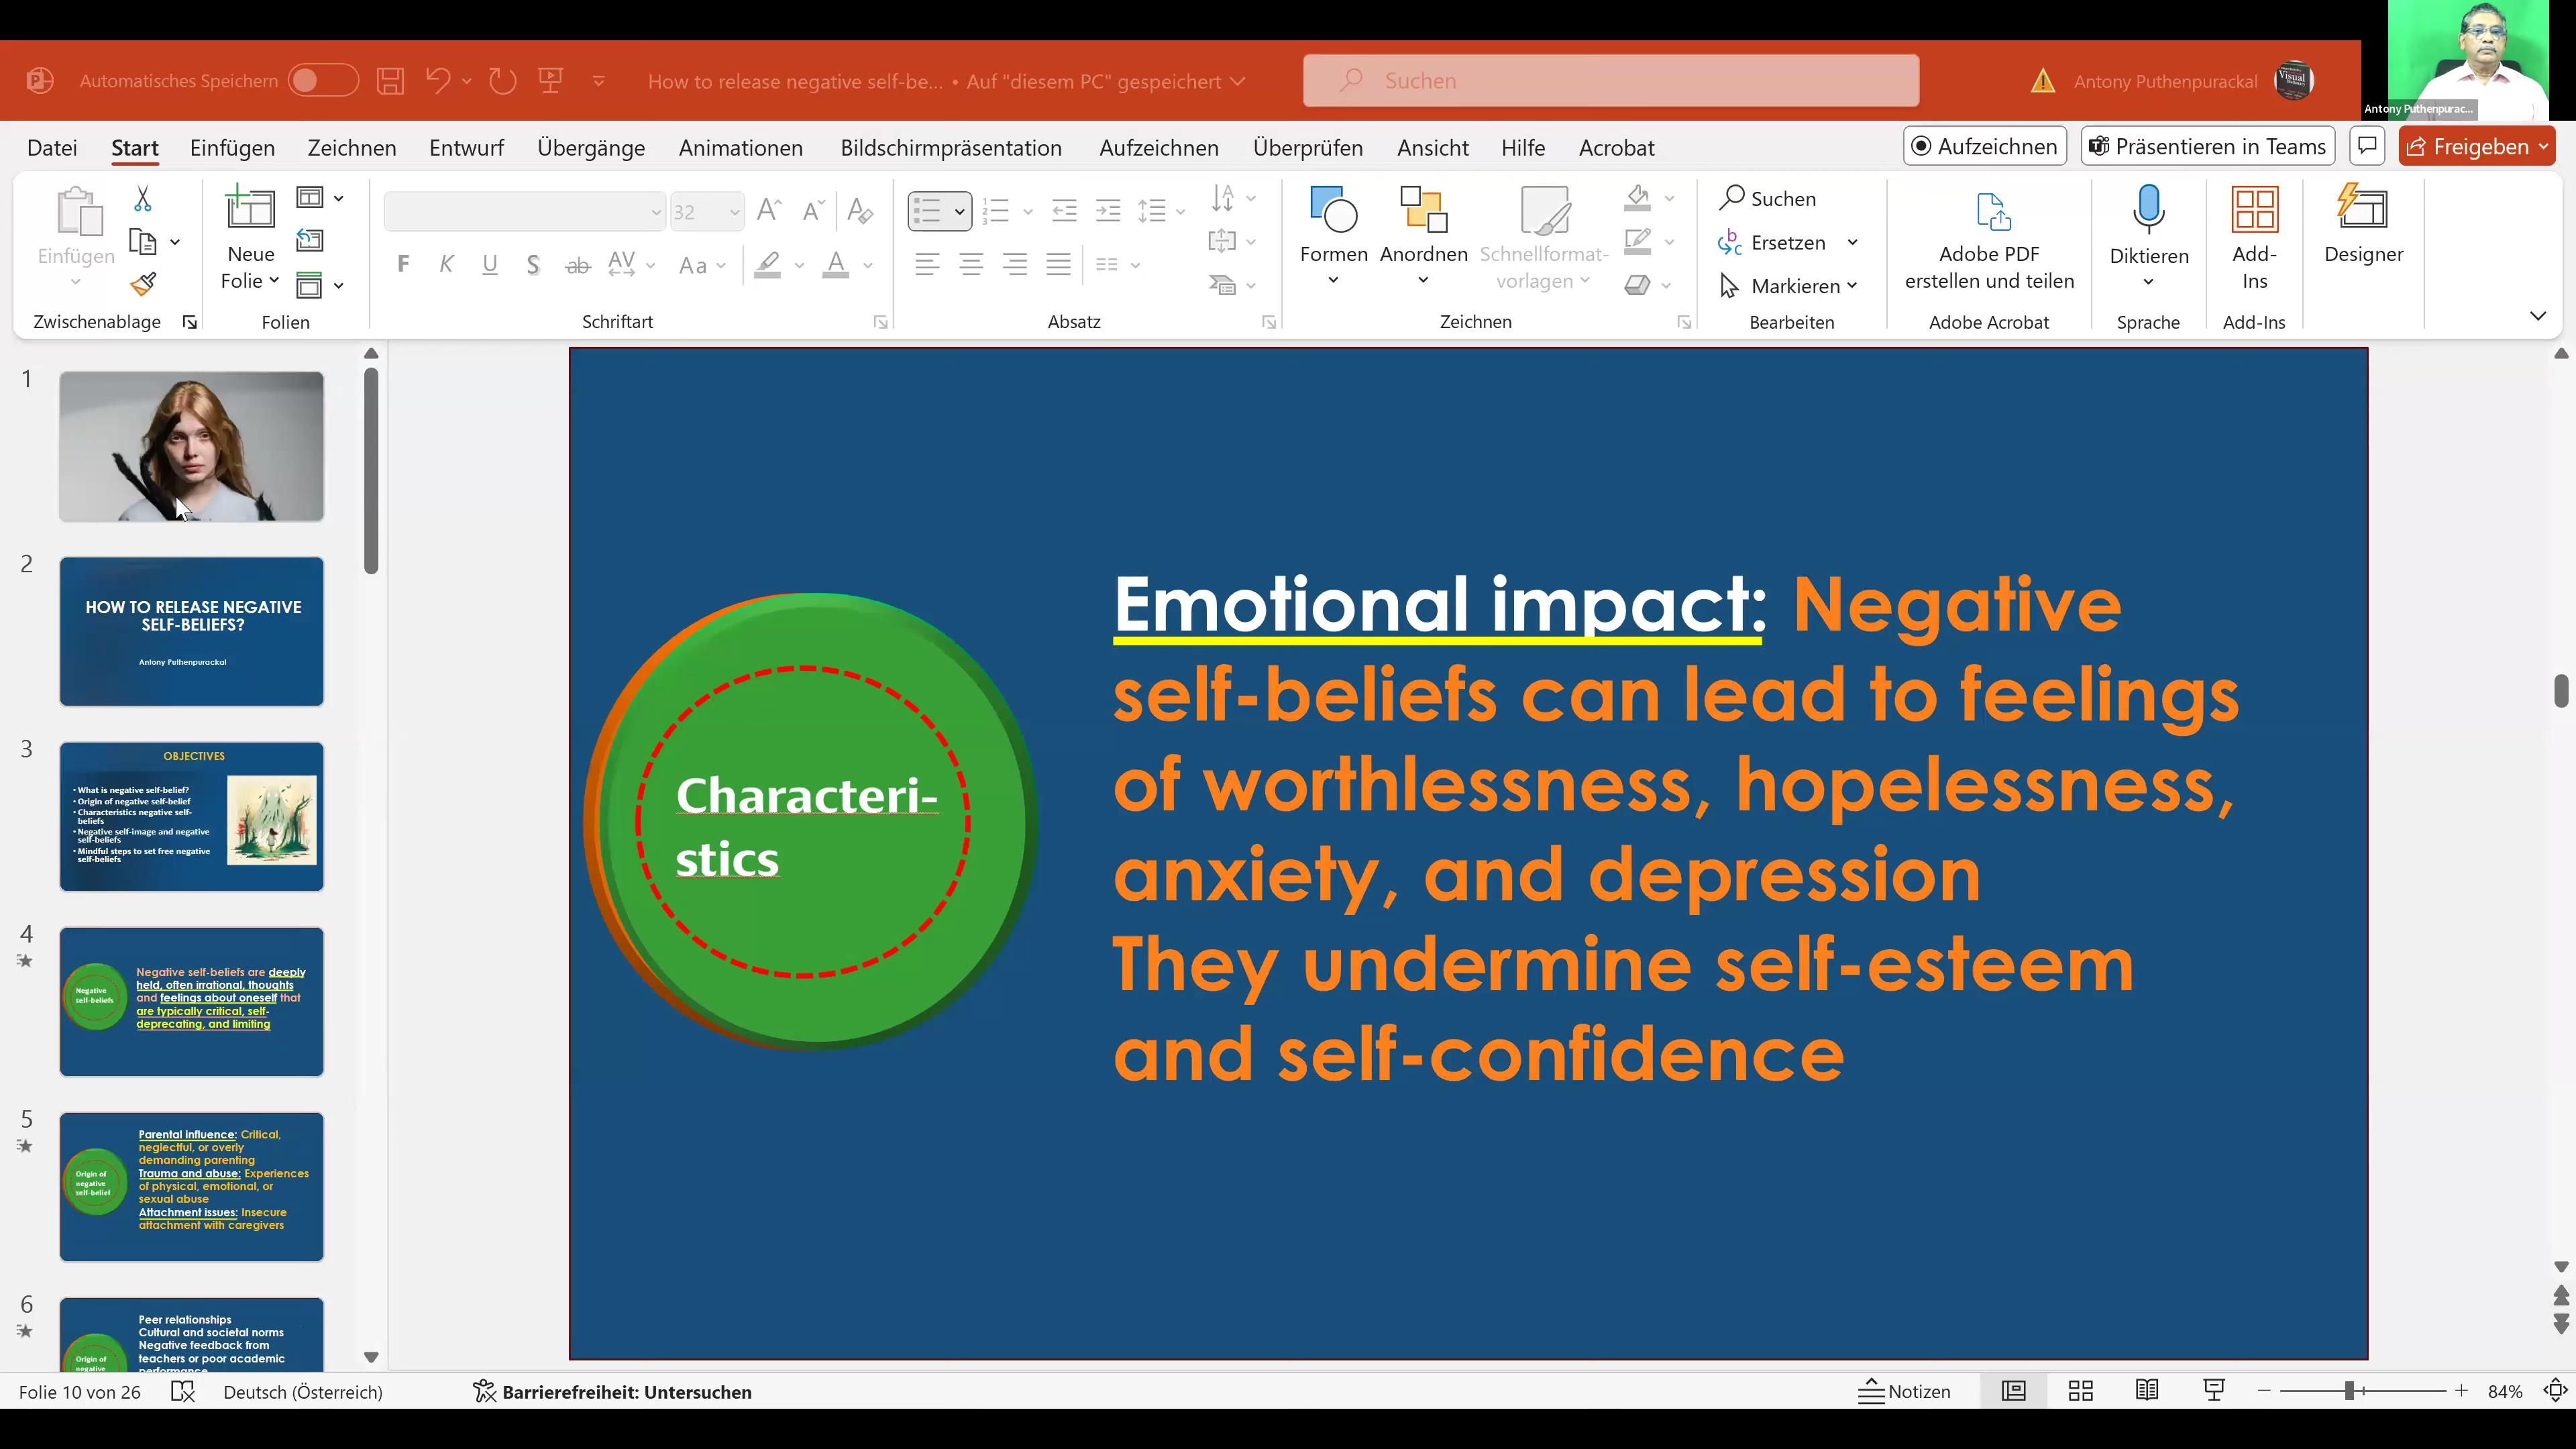 Automatisches Speichern
How to release negative self-be... • Auf "diesem PC" gespeichert
Suchen
Antony Puthenpurackal
Visual
Antony Puthenpurac...
Datei Start Einfügen Zeichnen Entwurf Übergänge Animationen Bildschirmpräsentation Aufzeichnen Überprüfen Ansicht Hilfe Acrobat
Aufzeichnen
Präsentieren in Teams
Freigeben
Einfügen
Neue
Folie
32
F K U S ab AV Aa A
Formen
Anordnen
Schnellformat-
vorlagen
Suchen
Ersetzen
Markieren
Adobe PDF
erstellen und teilen
Diktieren
Add-
Ins
Designer
Zwischenablage
Folien
Schriftart
Absatz
Zeichnen
Bearbeiten
Adobe Acrobat
Sprache
Add-Ins
1
2
HOW TO RELEASE NEGATIVE
SELF-BELIEFS?
Antony Puthenpurackal
3
OBJECTIVES
• What is negative self-belief?
• Origin of negative self-belief
• Characteristics negative self-
beliefs
• Negative self-image and negative
self-beliefs
• Mindful steps to set free negative
self-beliefs
4
Negative
self-beliefs
Negative self-beliefs are deeply
held, often irrational, thoughts
and feelings about oneself that
are typically critical, self-
deprecating, and limiting
5
Origin of
negative
self-belief
Parental influence: Critical,
neglectful, or overly
demanding parenting
Trauma and abuse: Experiences
of physical, emotional, or
sexual abuse
Attachment issues: Insecure
attachment with caregivers
6
Origin of
negative
Peer relationships
Cultural and societal norms
Negative feedback from
teachers or poor academic
performance
Characteri-
stics
Emotional impact: Negative
self-beliefs can lead to feelings
of worthlessness, hopelessness,
anxiety, and depression
They undermine self-esteem
and self-confidence
Folie 10 von 26
Deutsch (Österreich)
Barrierefreiheit: Untersuchen
Notizen
84%